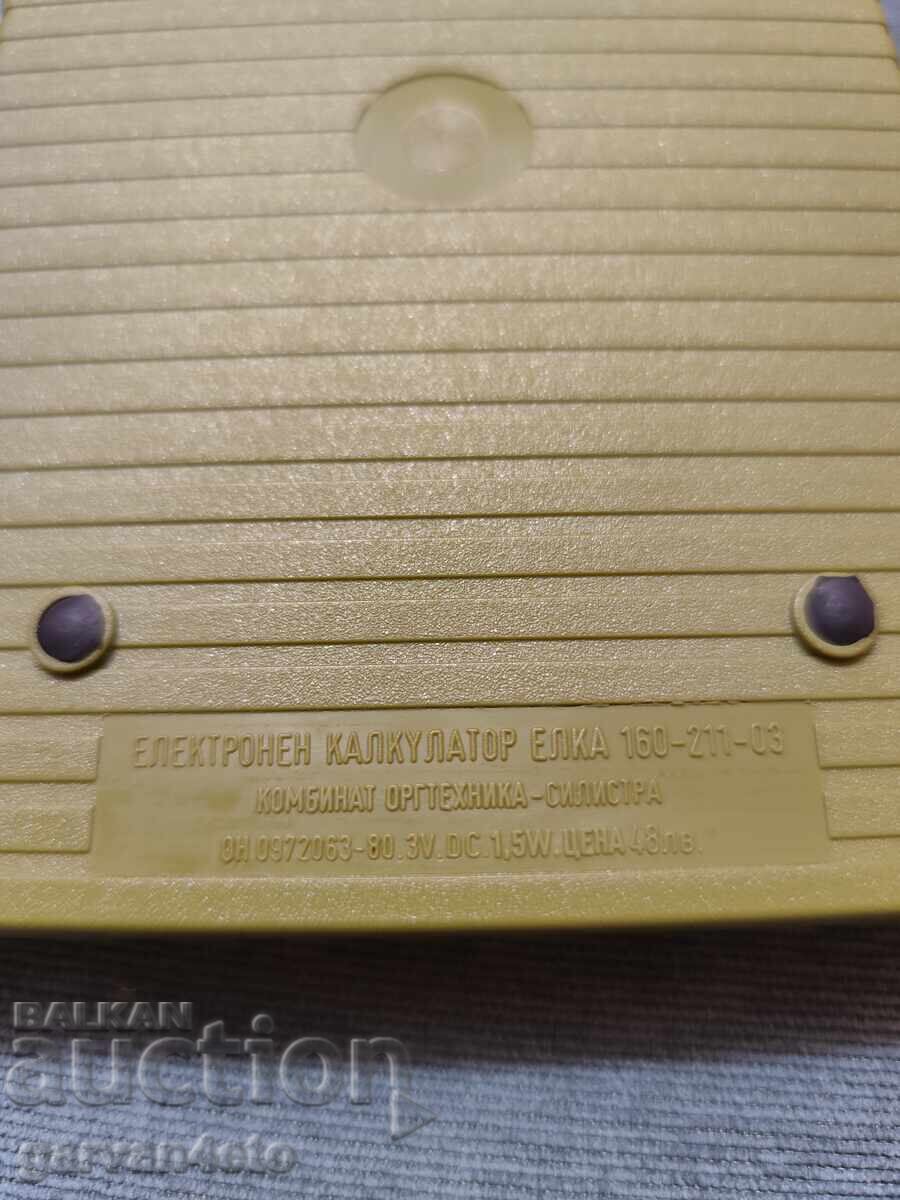 ЕЛЕКТРОНЕН КАЛКУЛАТОР ЕЛКА 160-211-03
КОМБИНАТ ОРГТЕХНИКА-СИЛИСТРА
ОН 0972063-80.3V.DC.1,5W.ЦЕНА 48лв.
BALKAN
auction
garvan4eto